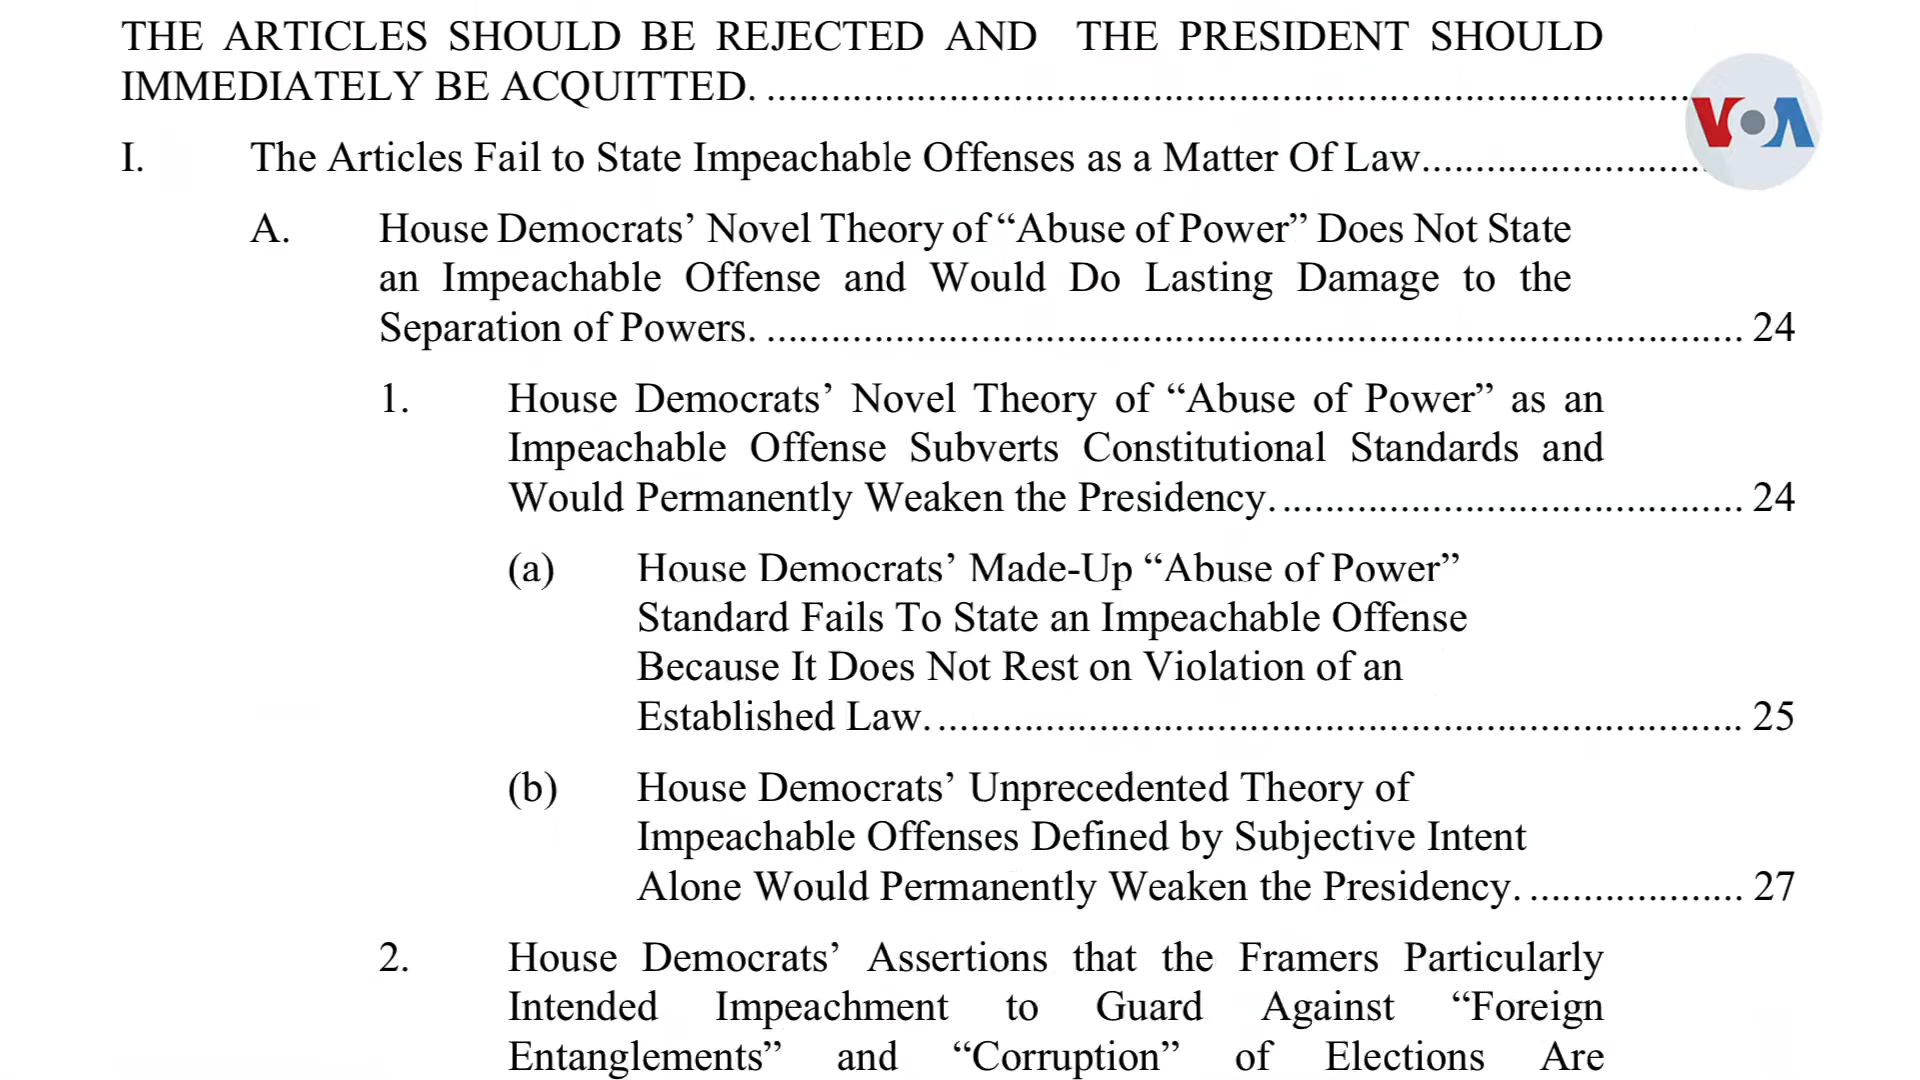 THE ARTICLES SHOULD BE REJECTED AND THE PRESIDENT SHOULD
IMMEDIATELY BE ACQUITTED. ........................................................................
VOA
I. The Articles Fail to State Impeachable Offenses as a Matter Of Law..........................
A. House Democrats’ Novel Theory of “Abuse of Power” Does Not State
an Impeachable Offense and Would Do Lasting Damage to the
Separation of Powers. ........................................................................................... 24
1. House Democrats’ Novel Theory of “Abuse of Power” as an
Impeachable Offense Subverts Constitutional Standards and
Would Permanently Weaken the Presidency............................................ 24
(a) House Democrats’ Made-Up “Abuse of Power”
Standard Fails To State an Impeachable Offense
Because It Does Not Rest on Violation of an
Established Law............................................................................ 25
(b) House Democrats’ Unprecedented Theory of
Impeachable Offenses Defined by Subjective Intent
Alone Would Permanently Weaken the Presidency. .................... 27
2. House Democrats’ Assertions that the Framers Particularly
Intended Impeachment to Guard Against “Foreign
Entanglements” and “Corruption” of Elections Are